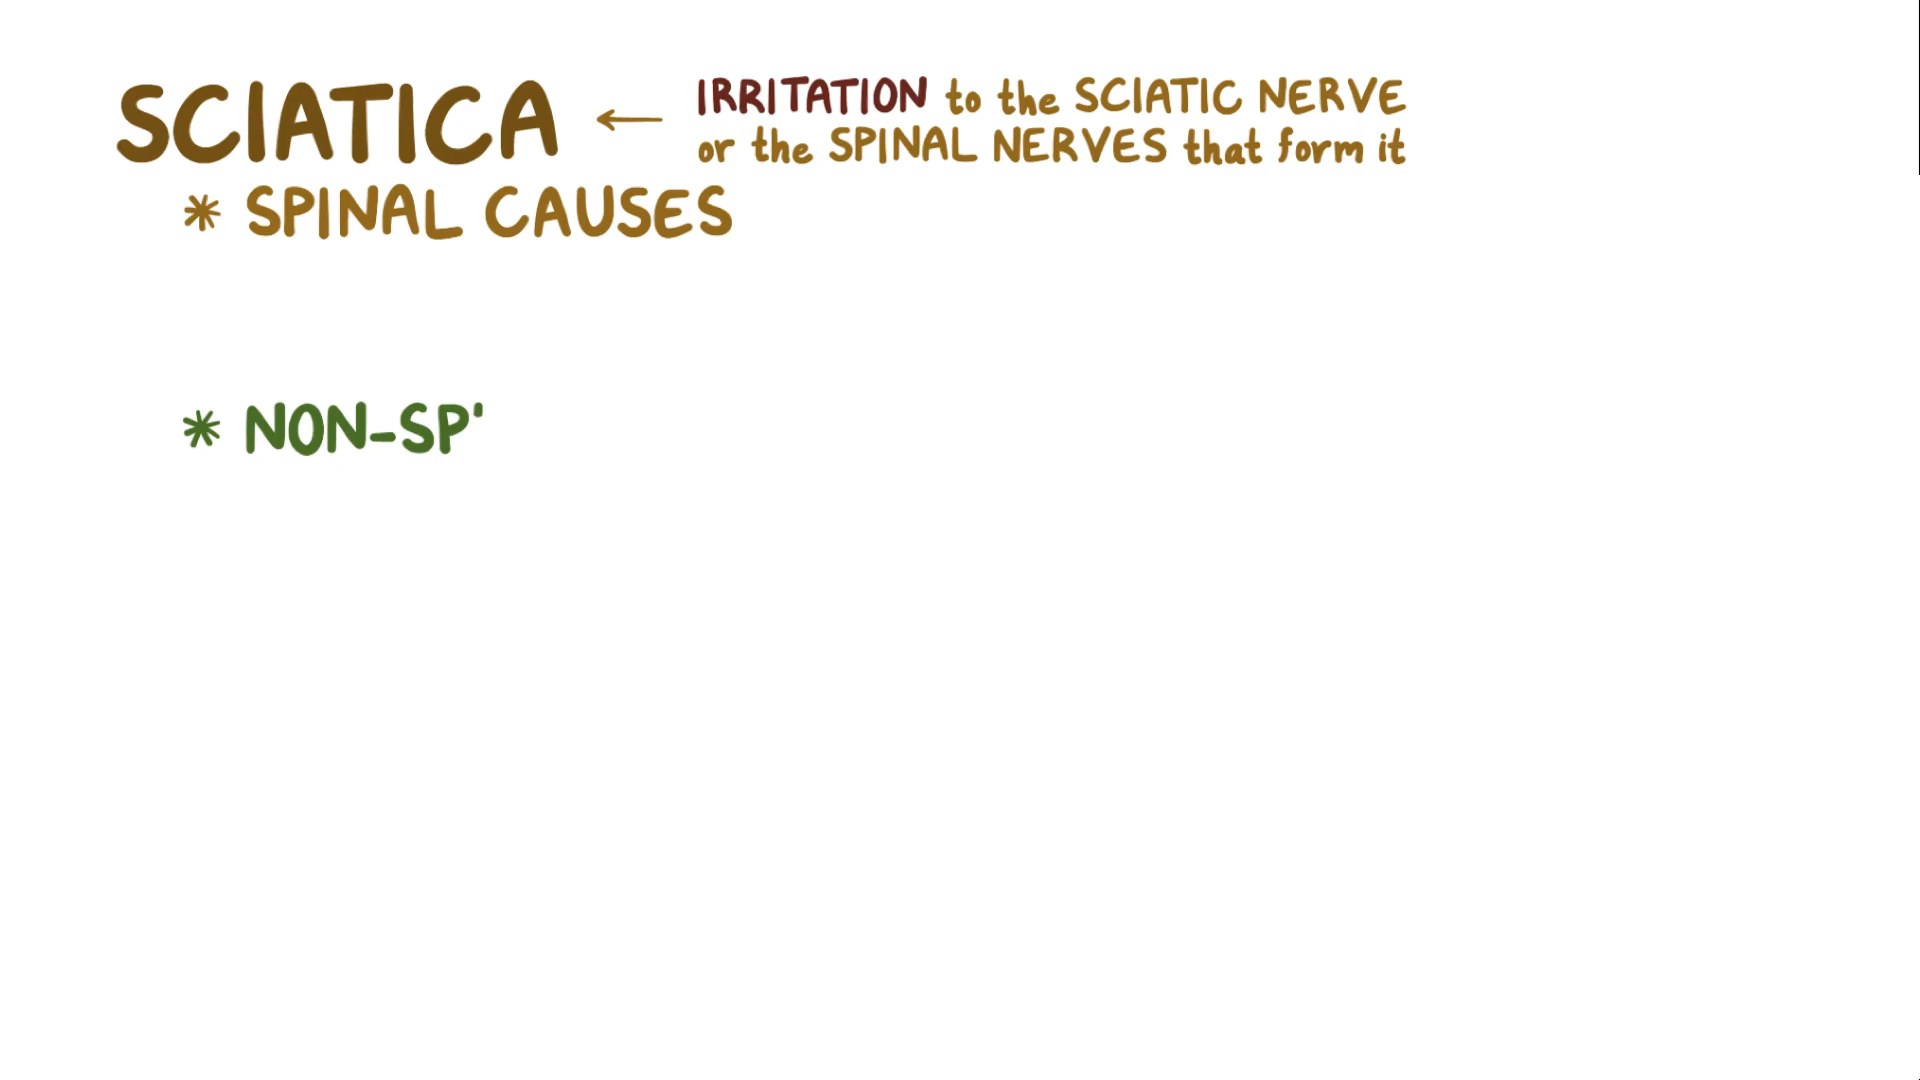 SCIATICA ← IRRITATION to the SCIATIC NERVE
or the SPINAL NERVES that form it
* SPINAL CAUSES
* NON-SP